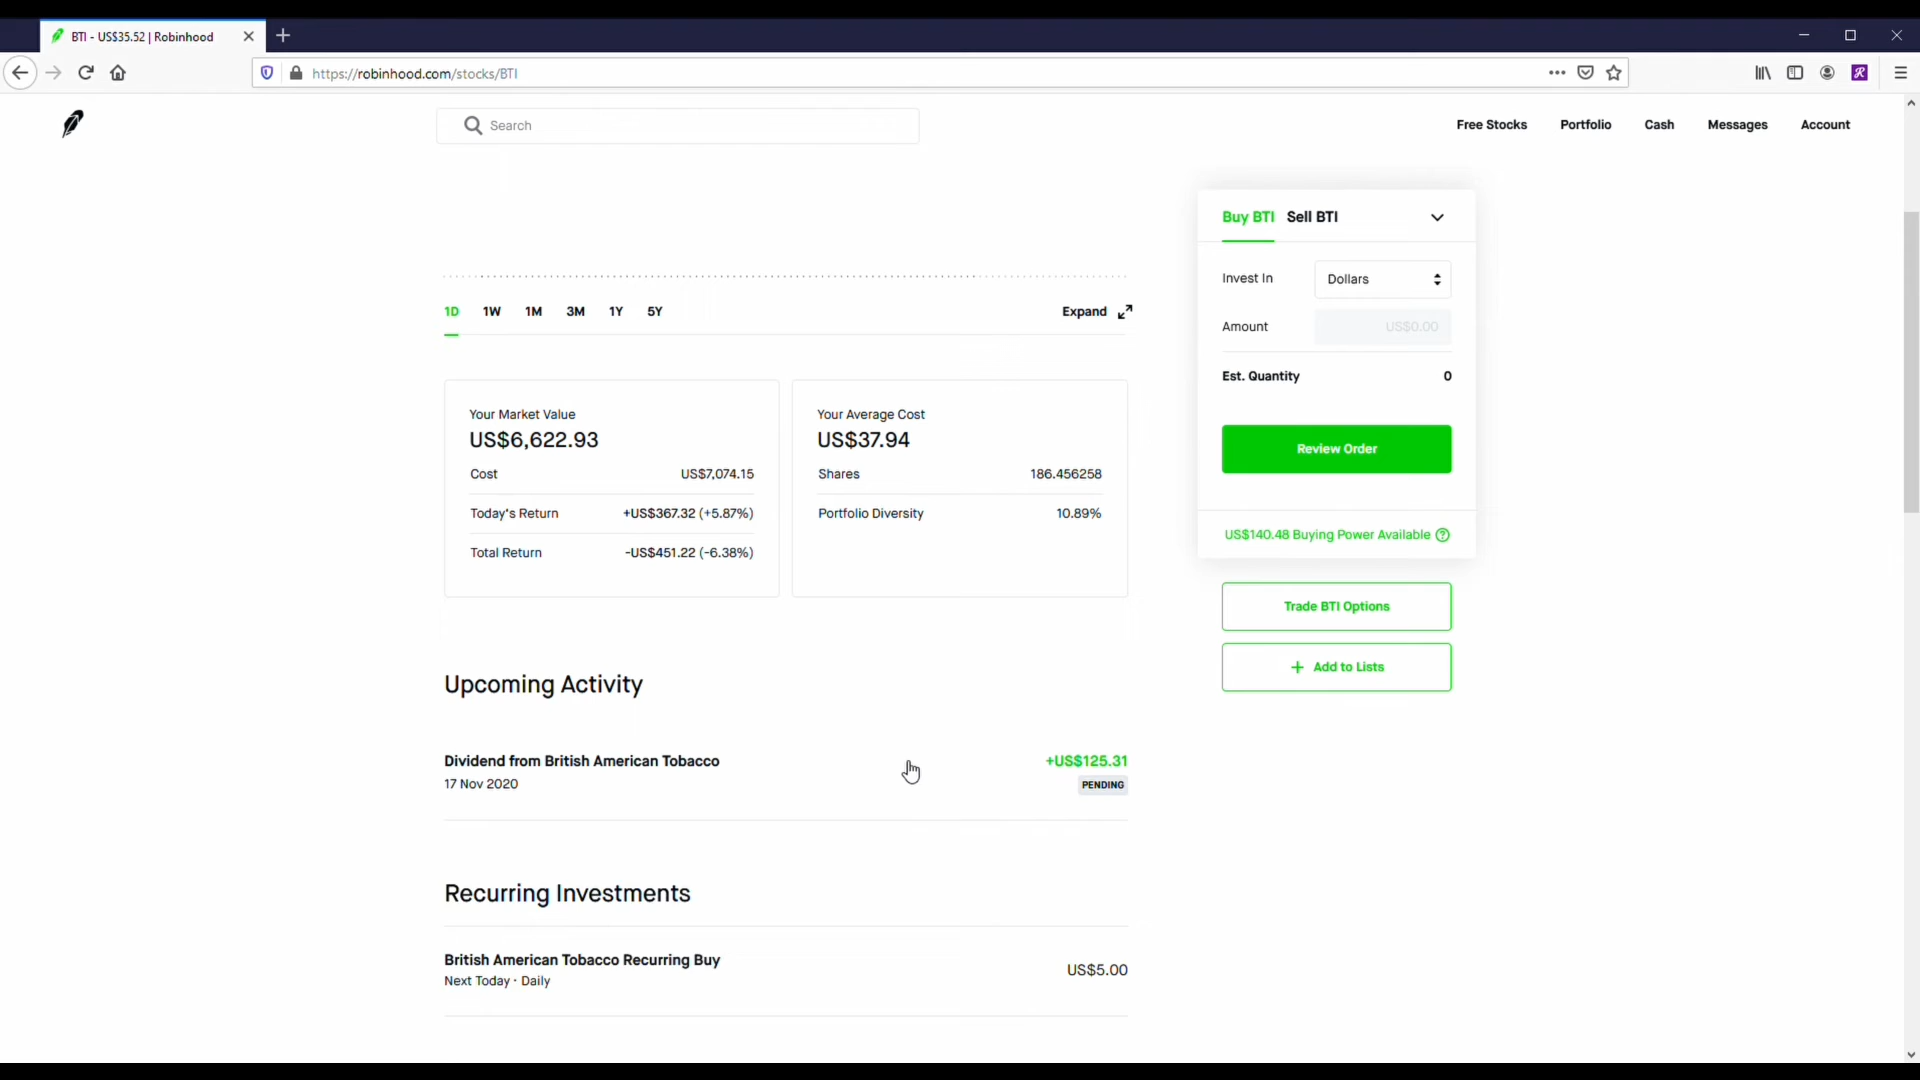 BTI - US$35.52 | Robinhood
https://robinhood.com/stocks/BTI
Search
Free Stocks Portfolio Cash Messages Account
Buy BTI Sell BTI
Invest In Dollars
Amount US$0.00
Est. Quantity 0
Review Order
US$140.48 Buying Power Available
Trade BTI Options
Add to Lists
1D 1W 1M 3M 1Y 5Y Expand
Your Market Value
US$6,622.93
Cost US$7,074.15
Today's Return +US$367.32 (+5.87%)
Total Return -US$451.22 (-6.38%)
Your Average Cost
US$37.94
Shares 186.456258
Portfolio Diversity 10.89%
Upcoming Activity
Dividend from British American Tobacco +US$125.31
17 Nov 2020 PENDING
Recurring Investments
British American Tobacco Recurring Buy US$5.00
Next Today · Daily